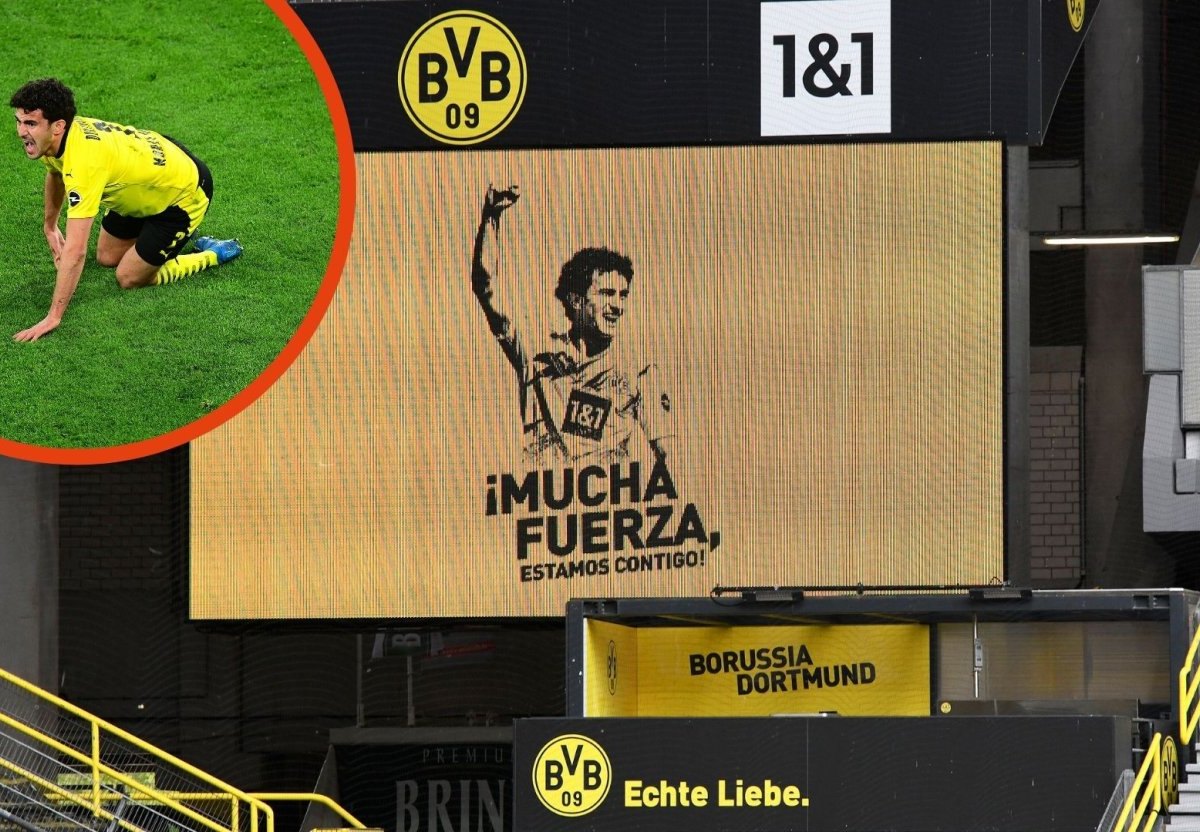 BVB
09
1&1
1&1
¡MUCHA
FUERZA,
ESTAMOS CONTIGO!
BORUSSIA
DORTMUND
PREMIU
BRIN
BVB
09
Echte Liebe.